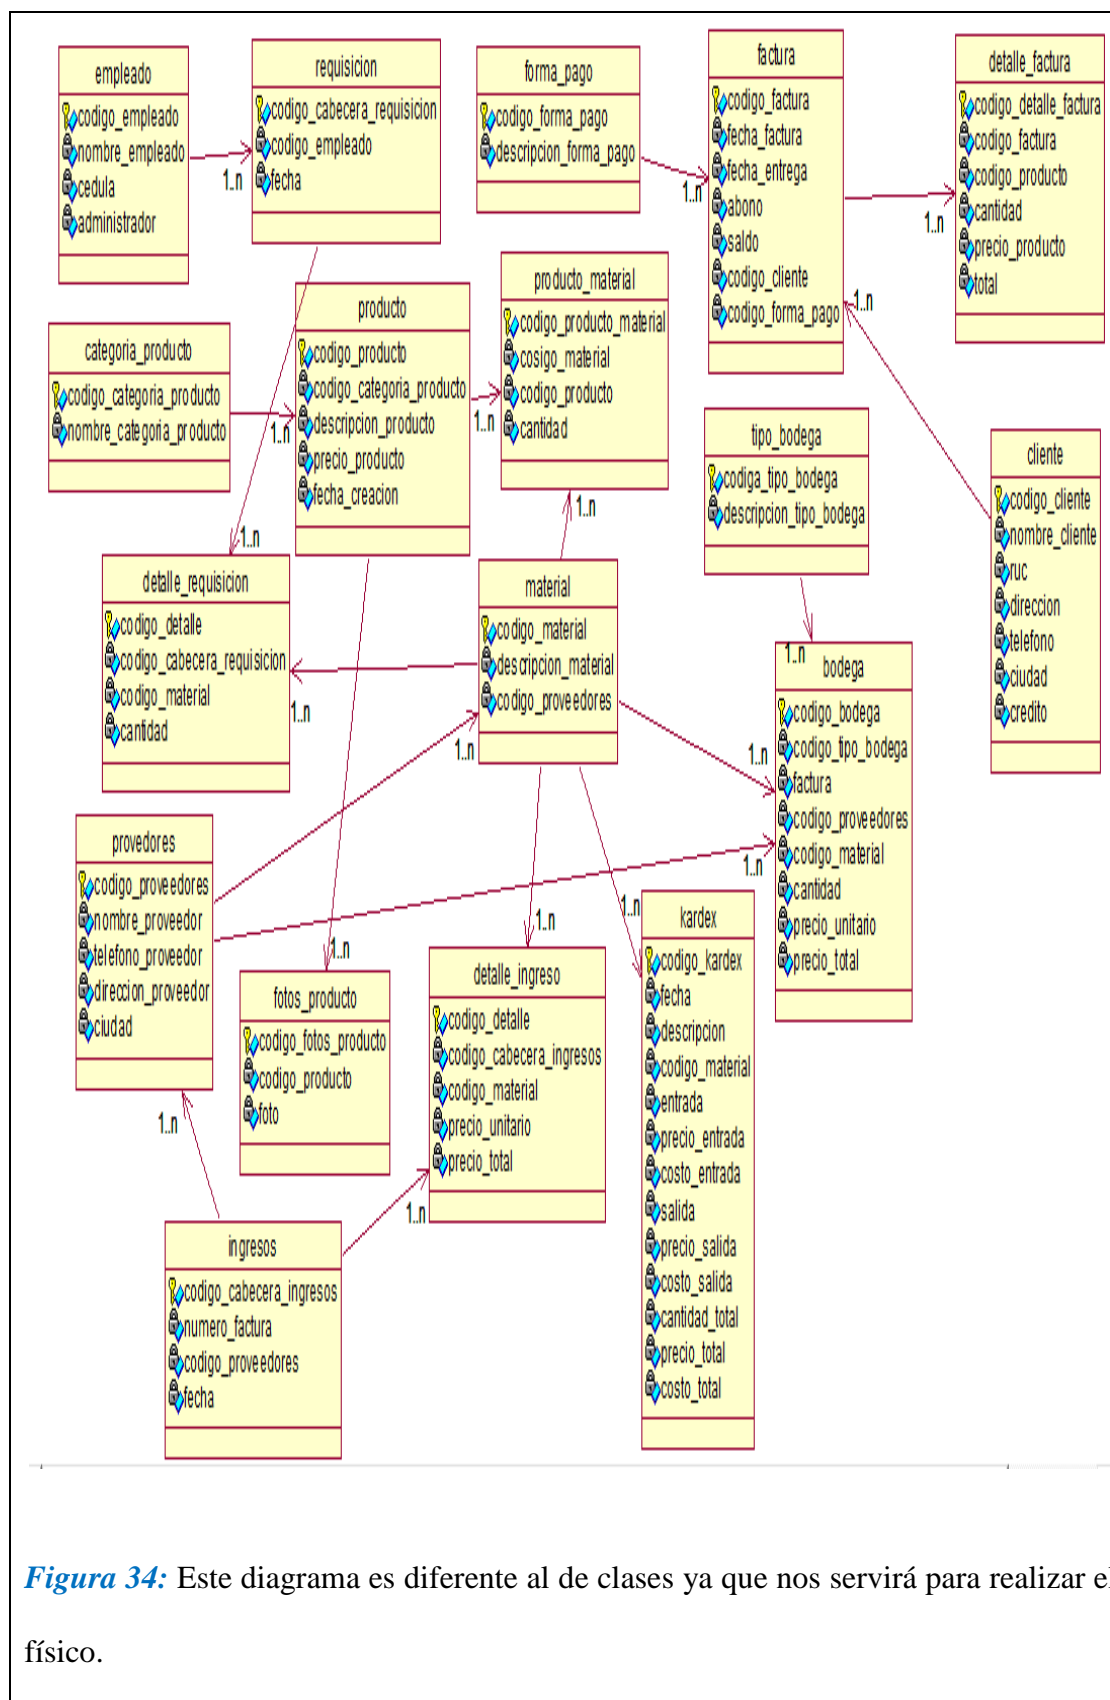 empleado
codigo_empleado
nombre_empleado
cedula
administrador
1..n
requisicion
codigo_cabecera_requisicion
codigo_empleado
fecha
forma_pago
codigo_forma_pago
descripcion_forma_pago
1..n
factura
codigo_factura
fecha_factura
fecha_entrega
abono
saldo
codigo_cliente
codigo_forma_pago
1..n
1..n
detalle_factura
codigo_detalle_factura
codigo_factura
codigo_producto
cantidad
precio_producto
total
categoria_producto
codigo_categoria_producto
nombre_categoria_producto
1..n
producto
codigo_producto
codigo_categoria_producto
descripcion_producto
precio_producto
fecha_creacion
1..n
producto_material
codigo_producto_material
cosigo_material
codigo_producto
cantidad
1..n
tipo_bodega
codiga_tipo_bodega
descripcion_tipo_bodega
1..n
cliente
codigo_cliente
nombre_cliente
ruc
direccion
telefono
ciudad
credito
1..n
detalle_requisicion
codigo_detalle
codigo_cabecera_requisicion
codigo_material
cantidad
1..n
material
codigo_material
descripcion_material
codigo_proveedores
1..n
1..n
1..n
bodega
codigo_bodega
codigo_tipo_bodega
factura
codigo_proveedores
codigo_material
cantidad
precio_unitario
precio_total
provedores
codigo_proveedores
nombre_proveedor
telefono_proveedor
direccion_proveedor
ciudad
1..n
1..n
fotos_producto
codigo_fotos_producto
codigo_producto
foto
1..n
detalle_ingreso
codigo_detalle
codigo_cabecera_ingresos
codigo_material
precio_unitario
precio_total
1..n
1..n
kardex
codigo_kardex
fecha
descripcion
codigo_material
entrada
precio_entrada
costo_entrada
salida
precio_salida
costo_salida
cantidad_total
precio_total
costo_total
ingresos
codigo_cabecera_ingresos
numero_factura
codigo_proveedores
fecha
Figura 34: Este diagrama es diferente al de clases ya que nos servirá para realizar el
físico.